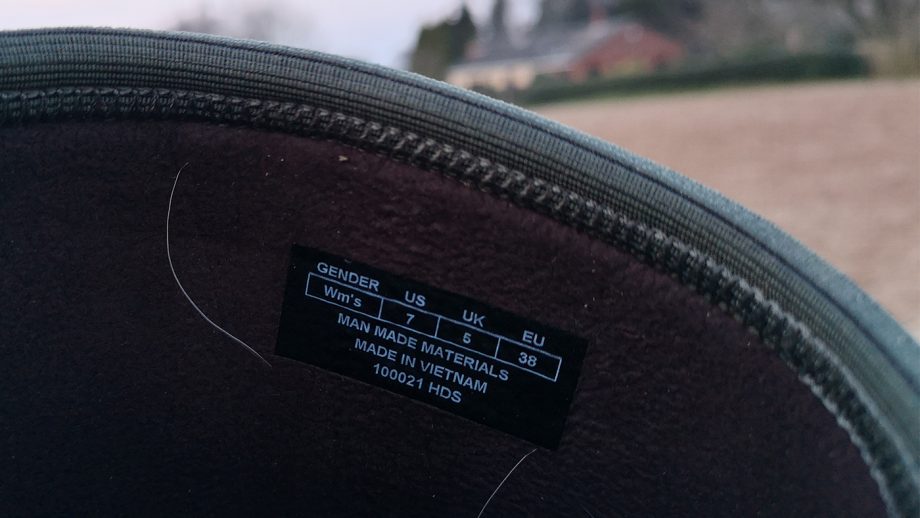 GENDER US UK EU
Wm's 7 5 38
MAN MADE MATERIALS
MADE IN VIETNAM
100021 HDS